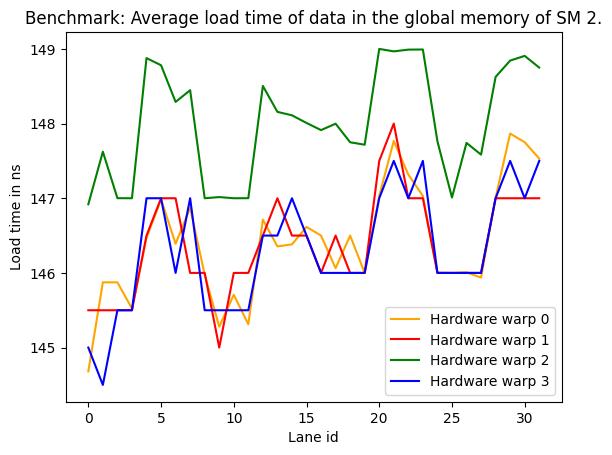 Benchmark: Average load time of data in the global memory of SM 2.
Load time in ns
149
148
147
146
145
0
5
10
15
20
25
30
Lane id
Hardware warp 0
Hardware warp 1
Hardware warp 2
Hardware warp 3